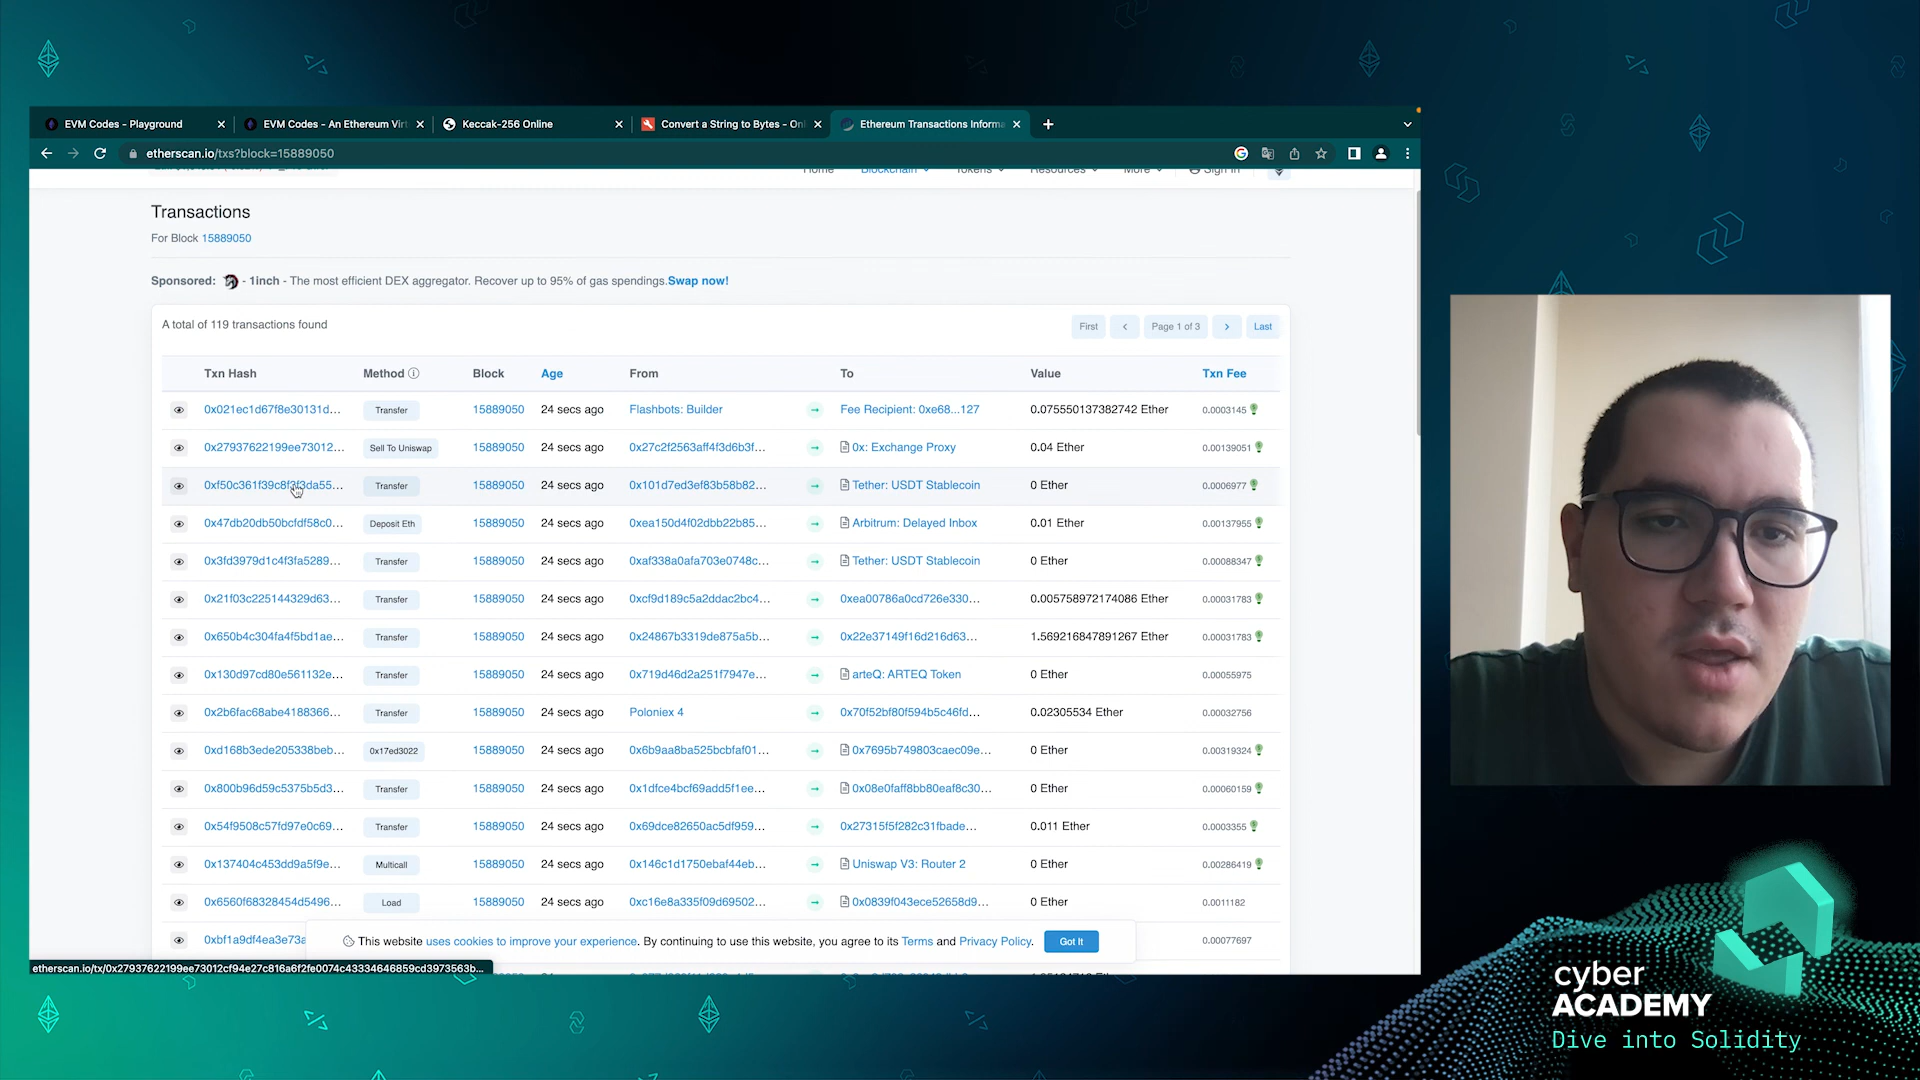 EVM Codes - Playground
EVM Codes - An Ethereum Virt
Keccak-256 Online
Convert a String to Bytes - Onl
Ethereum Transactions Informa
etherscan.io/txs?block=15889050
Home Blockchain Tokens Resources More Sign In
Transactions
For Block 15889050
Sponsored: - 1inch - The most efficient DEX aggregator. Recover up to 95% of gas spendings.Swap now!
A total of 119 transactions found
First < Page 1 of 3 > Last
Txn Hash Method Block Age From To Value Txn Fee
0x021ec1d67f8e30131d... Transfer 15889050 24 secs ago Flashbots: Builder Fee Recipient: 0xe68...127 0.075550137382742 Ether 0.0003145
0x27937622199ee73012... Sell To Uniswap 15889050 24 secs ago 0x27c2f2563aff4f3d6b3f... 0x: Exchange Proxy 0.04 Ether 0.00139051
0xf50c361f39c8f3f3da55... Transfer 15889050 24 secs ago 0x101d7ed3ef83b58b82... Tether: USDT Stablecoin 0 Ether 0.0006977
0x47db20db50bcfdf58c0... Deposit Eth 15889050 24 secs ago 0xea150d4f02dbb22b85... Arbitrum: Delayed Inbox 0.01 Ether 0.00137955
0x3fd3979d1c4f3fa5289... Transfer 15889050 24 secs ago 0xaf338a0afa703e0748c... Tether: USDT Stablecoin 0 Ether 0.00088347
0x21f03c225144329d63... Transfer 15889050 24 secs ago 0xcf9d189c5a2ddac2bc4... 0xea00786a0cd726e330... 0.005758972174086 Ether 0.00031783
0x650b4c304fa4f5bd1ae... Transfer 15889050 24 secs ago 0x24867b3319de875a5b... 0x22e37149f16d216d63... 1.569216847891267 Ether 0.00031783
0x130d97cd80e561132e... Transfer 15889050 24 secs ago 0x719d46d2a251f7947e... arteQ: ARTEQ Token 0 Ether 0.00055975
0x2b6fac68abe4188366... Transfer 15889050 24 secs ago Poloniex 4 0x70f52bf80f594b5c46fd... 0.02305534 Ether 0.00032756
0xd168b3ede205338beb... 0x17ed3022 15889050 24 secs ago 0x6b9aa8ba525bcbfaf01... 0x7695b749803caec09e... 0 Ether 0.00319324
0x800b96d59c5375b5d3... Transfer 15889050 24 secs ago 0x1dfce4bcf69add5f1ee... 0x08e0faff8bb80eaf8c30... 0 Ether 0.00060159
0x54f9508c57fd97e0c69... Transfer 15889050 24 secs ago 0x69dce82650ac5df959... 0x27315f5f282c31fbade... 0.011 Ether 0.0003355
0x137404c453dd9a5f9e... Multicall 15889050 24 secs ago 0x146c1d1750ebaf44eb... Uniswap V3: Router 2 0 Ether 0.00286419
0x6560f68328454d5496... Load 15889050 24 secs ago 0xc16e8a335f09d69502... 0x0839f043ece52658d9... 0 Ether 0.0011182
0xbf1a9df4ea3e73a 0.00077697
This website uses cookies to improve your experience. By continuing to use this website, you agree to its Terms and Privacy Policy. Got It
etherscan.io/tx/0x27937622199ee73012cf94e27c816a6f2fe0074c43334646859cd3973563b...
cyber
ACADEMY
Dive into Solidity